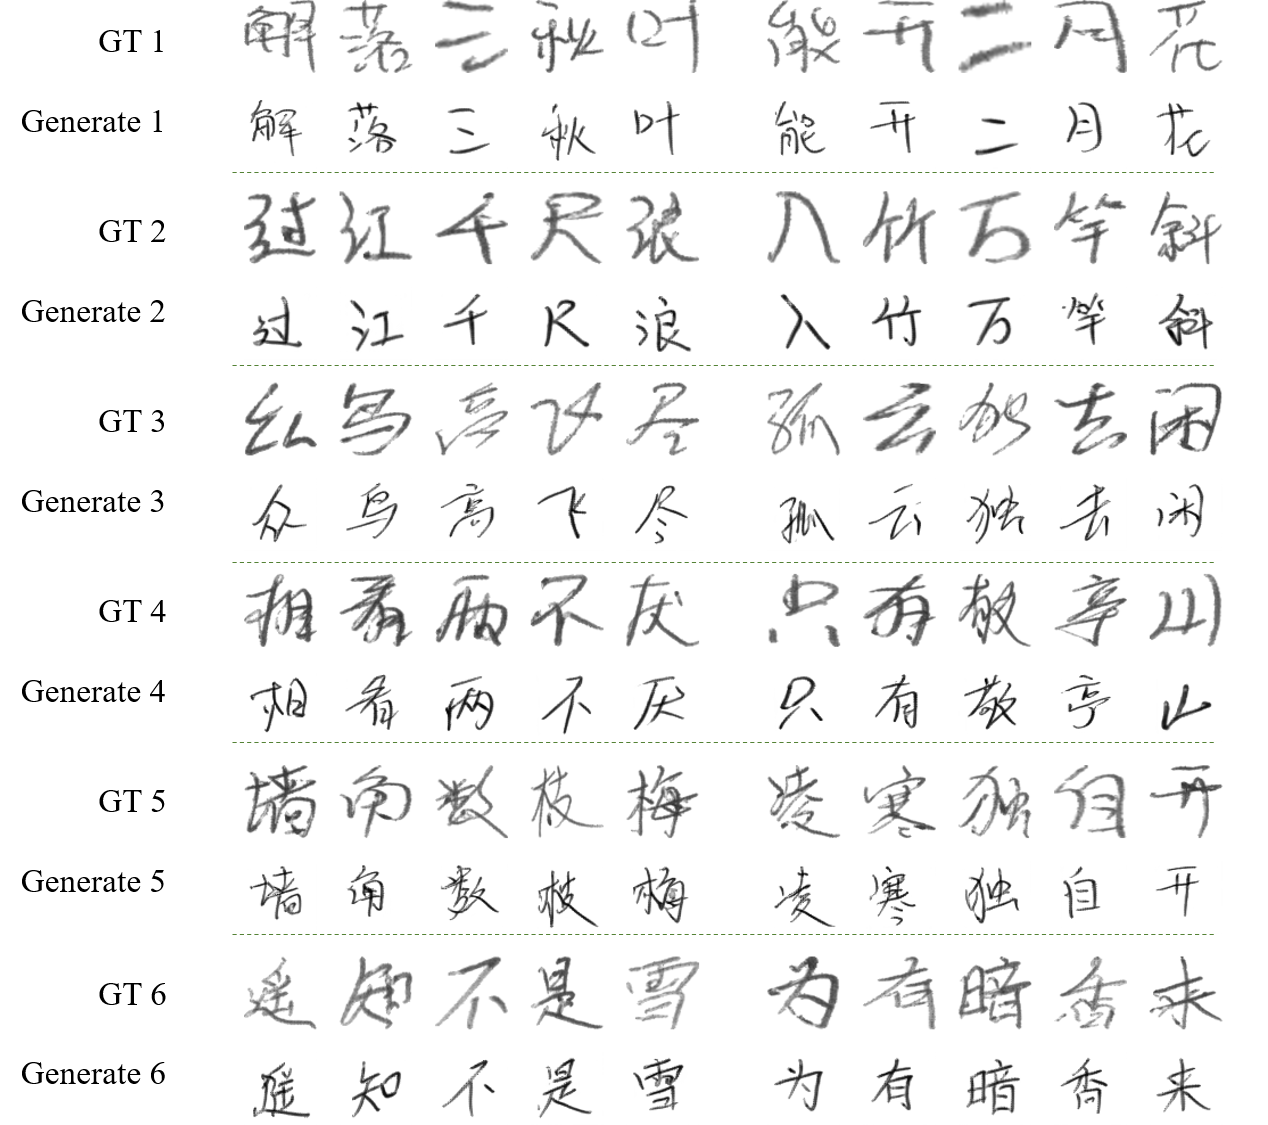 GT 1 解落三秋叶 能开二月花
Generate 1 解落三秋叶 能开二月花
GT 2 过江千尺浪 入竹万竿斜
Generate 2 过江千尺浪 入竹万竿斜
GT 3 众鸟高飞尽 孤云独去闲
Generate 3 众鸟高飞尽 孤云独去闲
GT 4 相看两不厌 只有敬亭山
Generate 4 相看两不厌 只有敬亭山
GT 5 墙角数枝梅 凌寒独自开
Generate 5 墙角数枝梅 凌寒独自开
GT 6 遥知不是雪 为有暗香来
Generate 6 遥知不是雪 为有暗香来